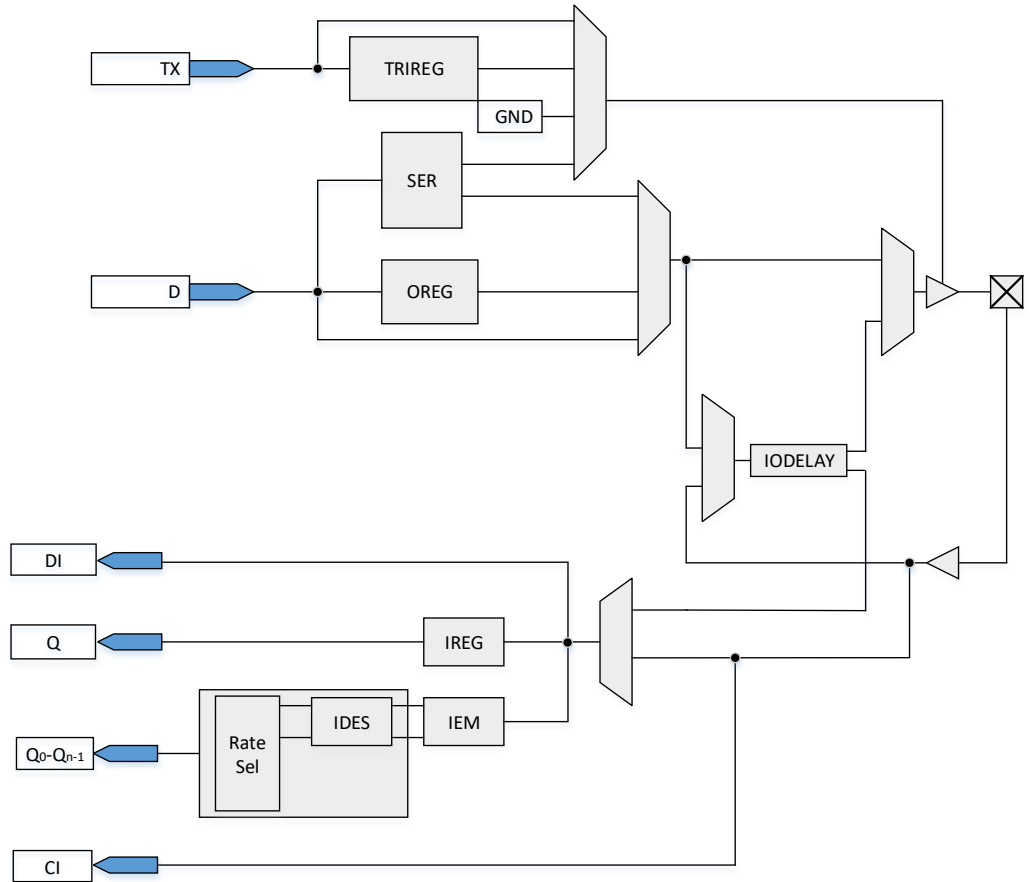 TX
TRIREG
GND
SER
D
OREG
IODELAY
DI
Q
IREG
Q0-Qn-1
Rate
Sel
IDES
IEM
CI